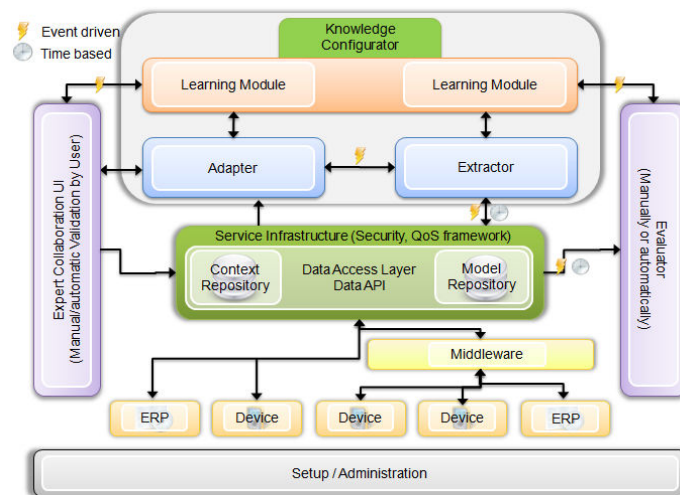 Event driven
Time based
Knowledge
Configurator
Learning Module
Learning Module
Adapter
Extractor
Expert Collaboration UI
(Manual/automatic Validation by User)
Evaluator
(Manually or automatically)
Service Infrastructure (Security, QoS framework)
Context
Repository
Data Access Layer
Data API
Model
Repository
Middleware
ERP
Device
Device
Device
ERP
Setup / Administration